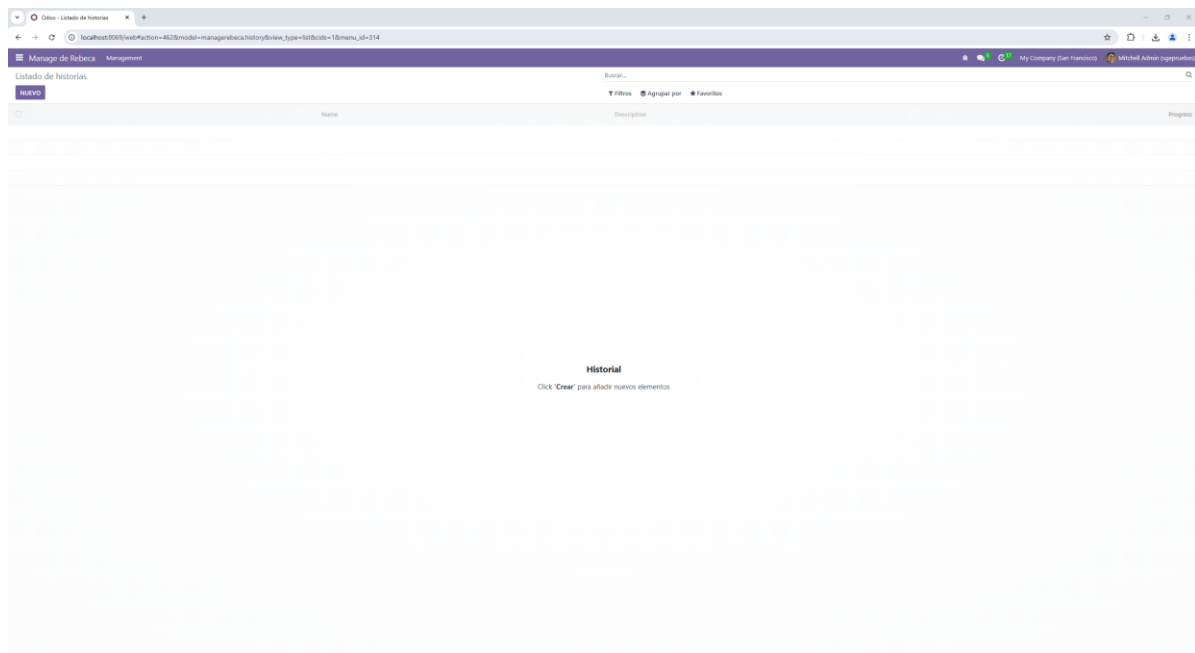 Odoo - Listado de historias
localhost:8069/web#action=462&model=managerebeca.history&view_type=list&cids=1&menu_id=314
Manage de Rebeca Management My Company (San Francisco) Mitchell Admin (sgepruebas)
Listado de historias Buscar...
NUEVO Filtros Agrupar por Favoritos
Name Description Progress
Historial
Click 'Crear' para añadir nuevos elementos